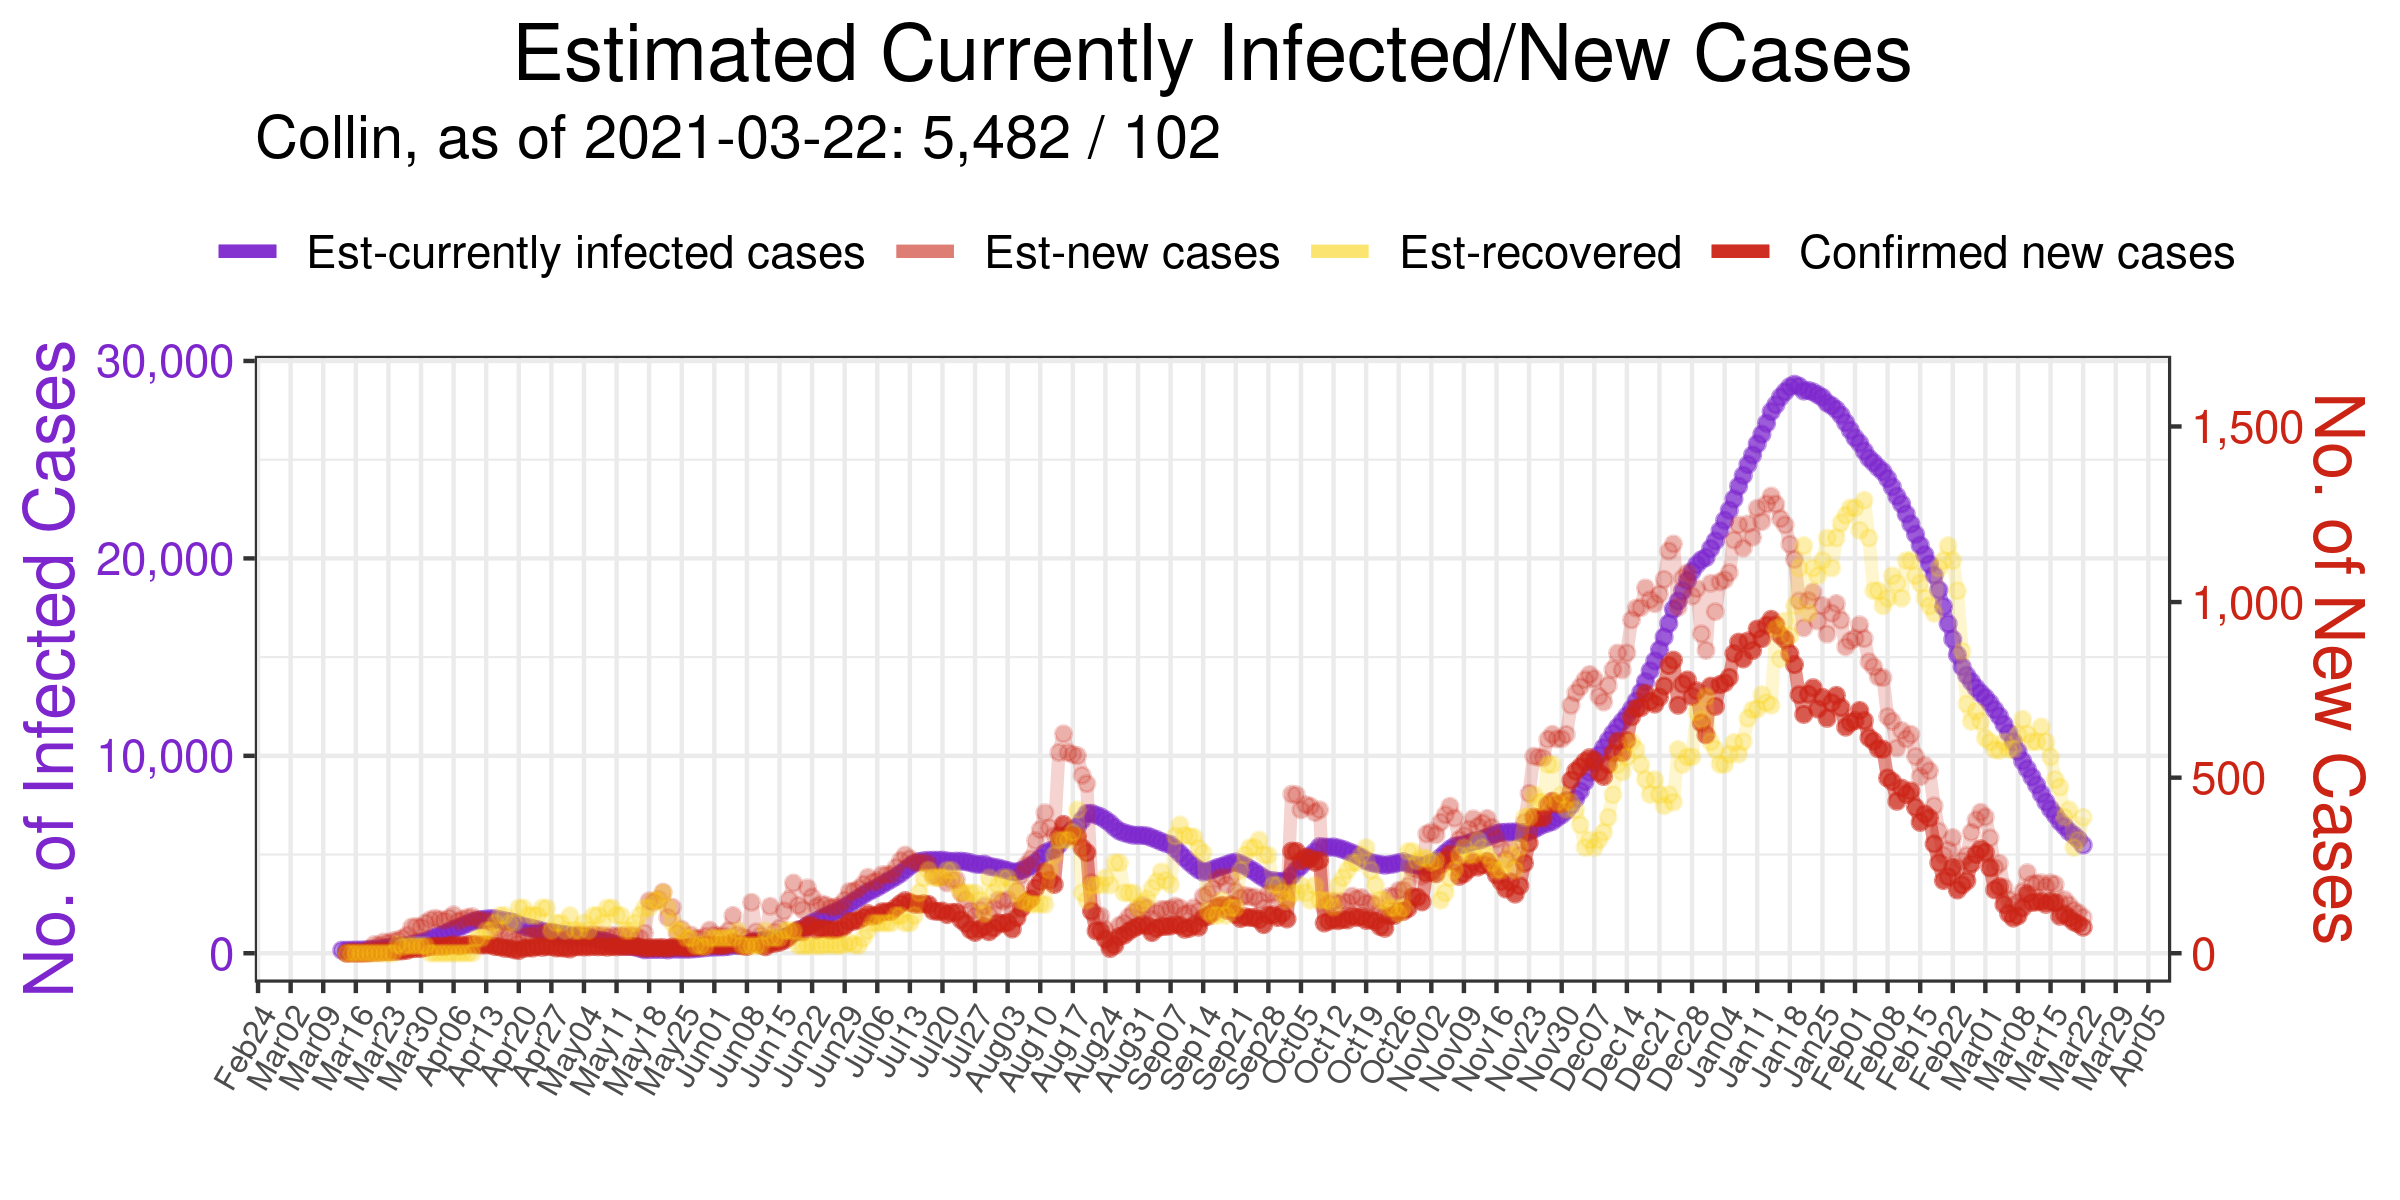 Estimated Currently Infected/New Cases
Collin, as of 2021-03-22: 5,482 / 102
Est-currently infected cases
Est-new cases
Est-recovered
Confirmed new cases
No. of Infected Cases
30,000
20,000
10,000
0
1,500
1,000
500
0
No. of New Cases
Feb24
Mar02
Mar09
Mar16
Mar23
Mar30
Apr06
Apr13
Apr20
Apr27
May04
May11
May18
May25
Jun01
Jun08
Jun15
Jun22
Jun29
Jul06
Jul13
Jul20
Jul27
Aug03
Aug10
Aug17
Aug24
Aug31
Sep07
Sep14
Sep21
Sep28
Oct05
Oct12
Oct19
Oct26
Nov02
Nov09
Nov16
Nov23
Nov30
Dec07
Dec14
Dec21
Dec28
Jan04
Jan11
Jan18
Jan25
Feb01
Feb08
Feb15
Feb22
Mar01
Mar08
Mar15
Mar22
Mar29
Apr05